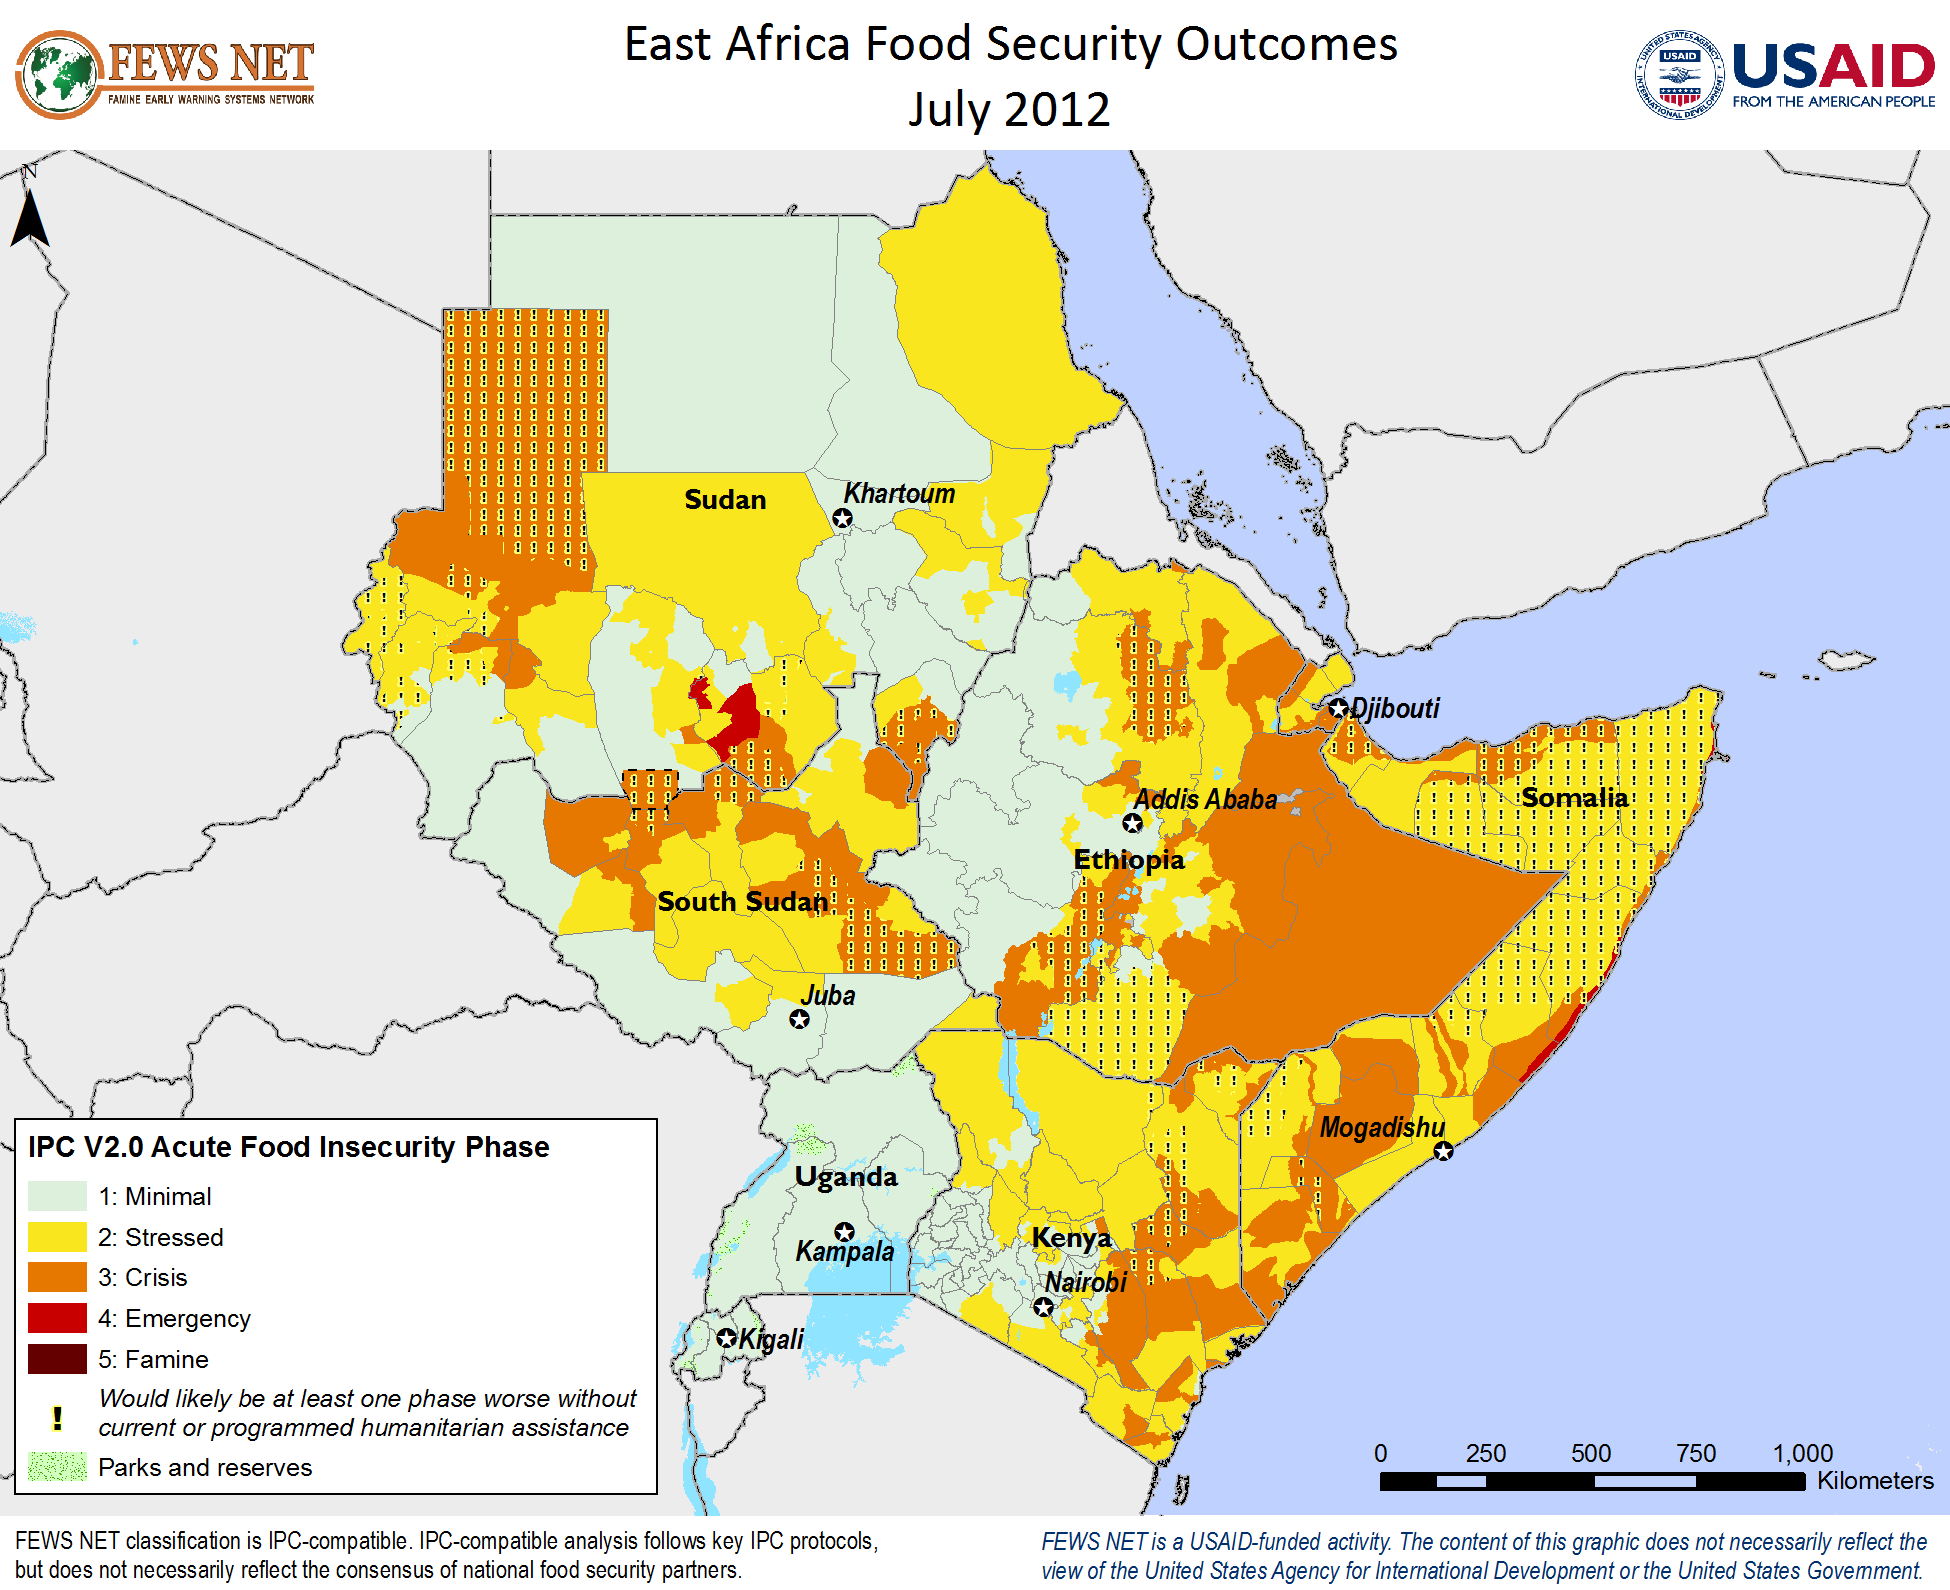 FEWS NET
FAMINE EARLY WARNING SYSTEMS NETWORK
East Africa Food Security Outcomes
July 2012
UNITED STATES AGENCY
USAID
INTERNATIONAL DEVELOPMENT
USAID
FROM THE AMERICAN PEOPLE
N
Sudan
Khartoum
Djibouti
Addis Ababa
Somalia
Ethiopia
South Sudan
Juba
Mogadishu
Uganda
Kampala
Kenya
Nairobi
Kigali
IPC V2.0 Acute Food Insecurity Phase
1: Minimal
2: Stressed
3: Crisis
4: Emergency
5: Famine
! Would likely be at least one phase worse without
current or programmed humanitarian assistance
Parks and reserves
0 250 500 750 1,000
Kilometers
FEWS NET classification is IPC-compatible. IPC-compatible analysis follows key IPC protocols,
but does not necessarily reflect the consensus of national food security partners.
FEWS NET is a USAID-funded activity. The content of this graphic does not necessarily reflect the
view of the United States Agency for International Development or the United States Government.